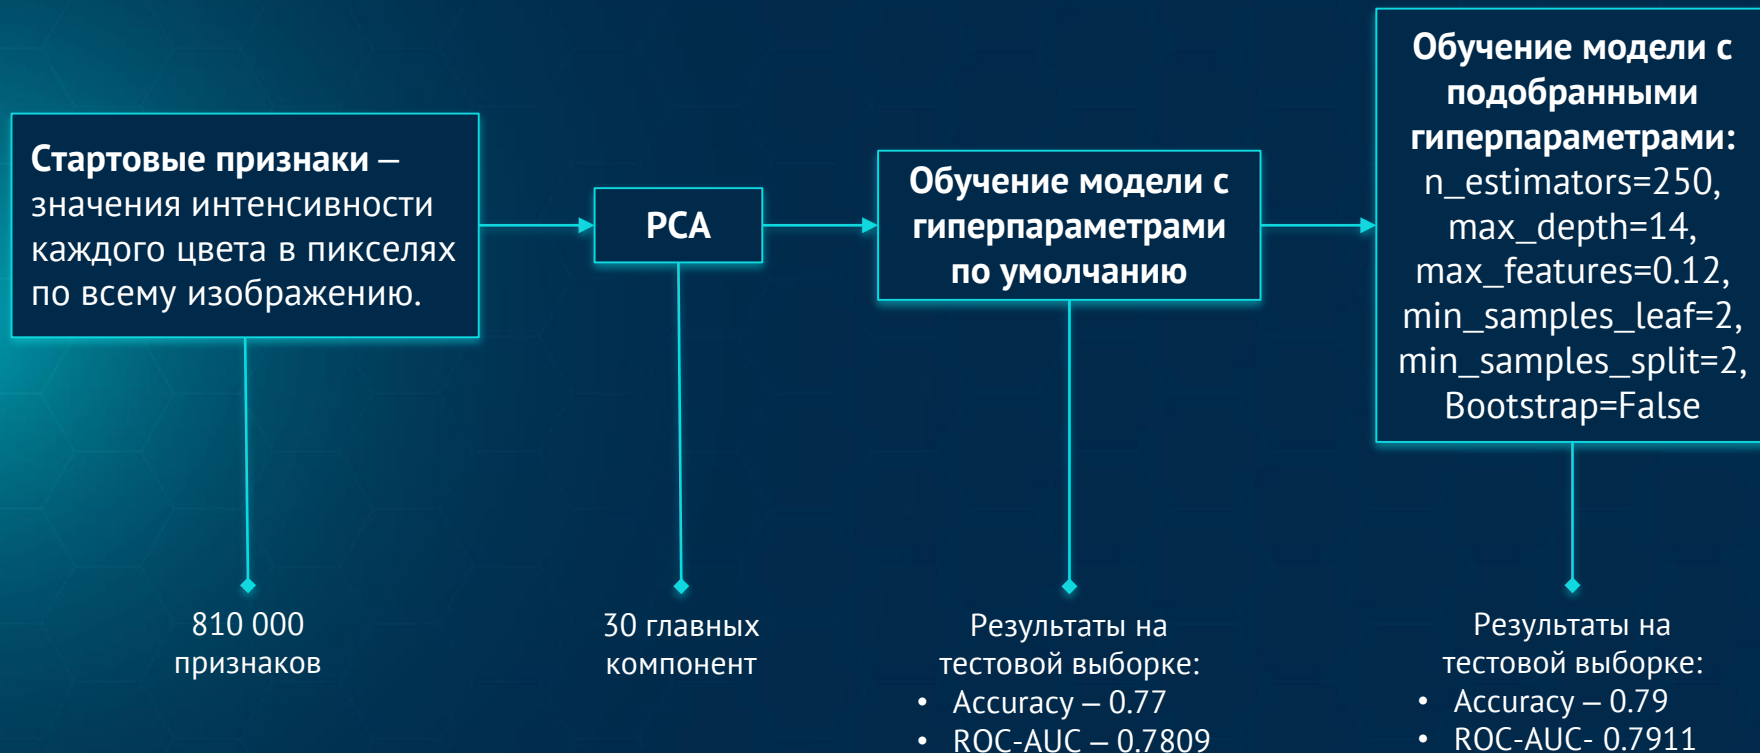 Стартовые признаки –
значения интенсивности
каждого цвета в пикселях
по всему изображению.
810 000
признаков
PCA
30 главных
компонент
Обучение модели с
гиперпараметрами
по умолчанию
Результаты на
тестовой выборке:
• Accuracy – 0.77
• ROC-AUC – 0.7809
Обучение модели с
подобранными
гиперпараметрами:
n_estimators=250,
max_depth=14,
max_features=0.12,
min_samples_leaf=2,
min_samples_split=2,
Bootstrap=False
Результаты на
тестовой выборке:
• Accuracy – 0.79
• ROC-AUC- 0.7911